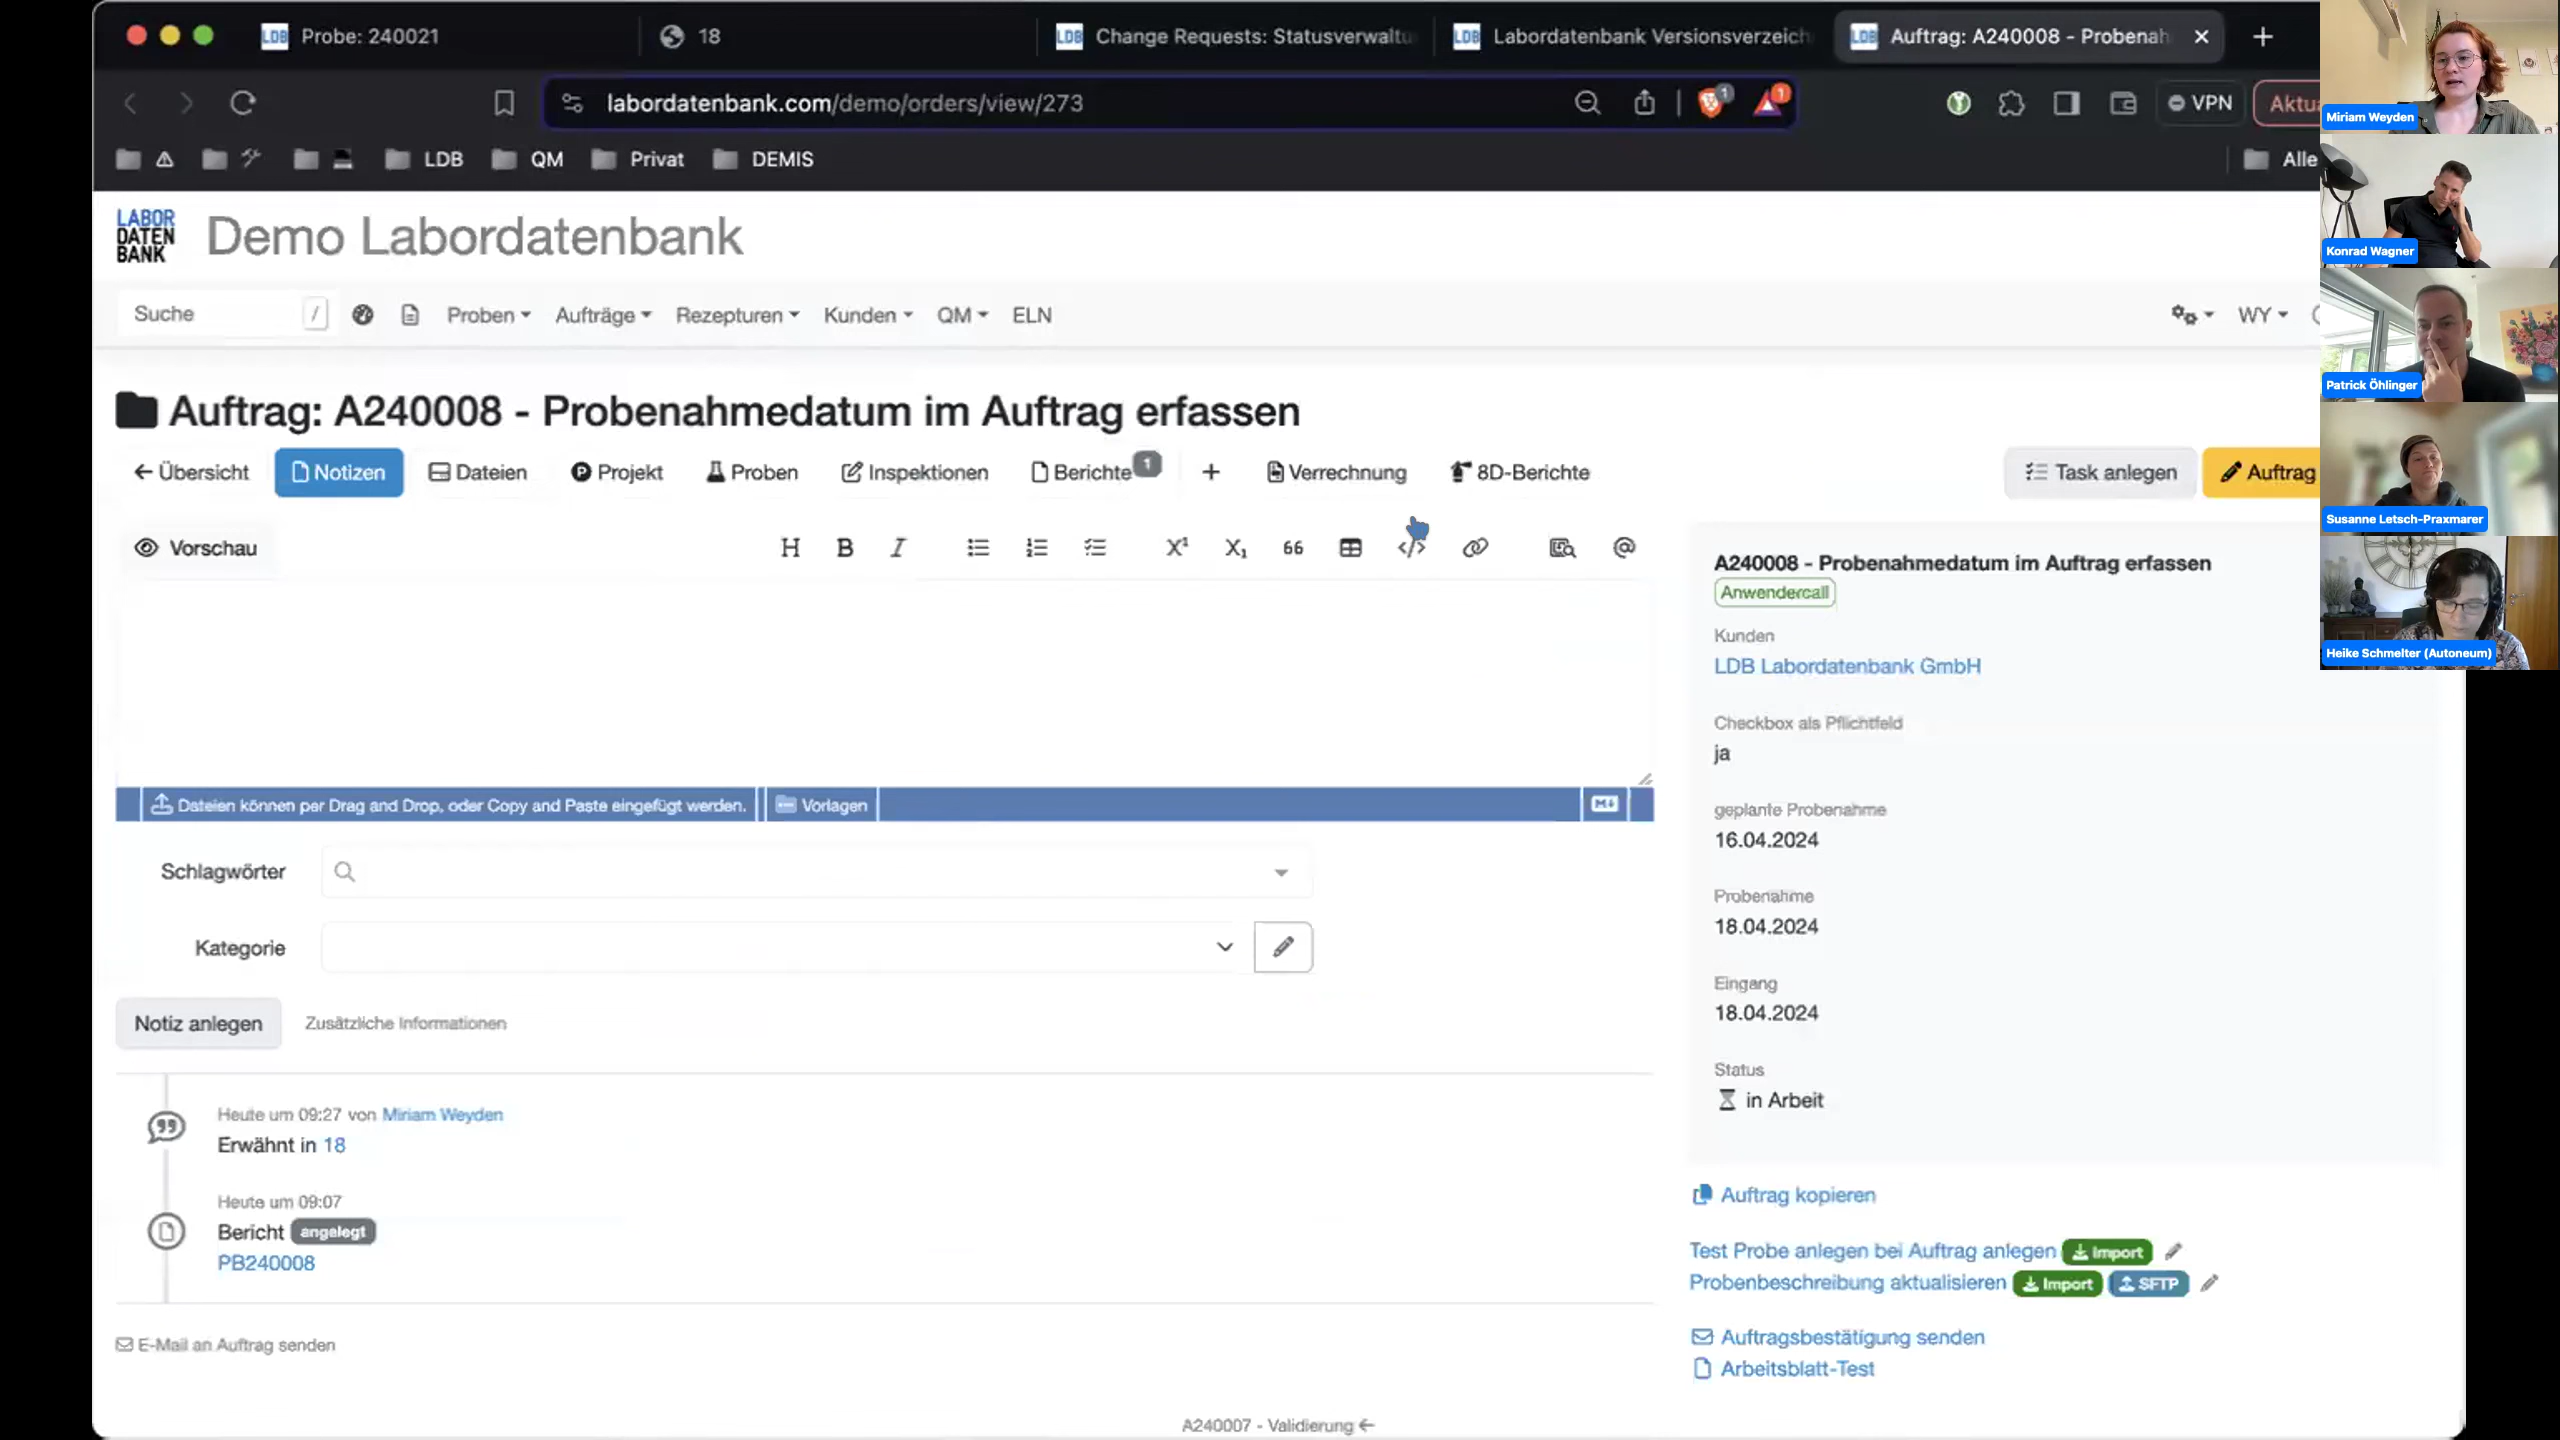 LDB Probe: 240021
18
LDB Change Requests: Statusverwaltu
LDB Labordatenbank Versionsverzeich
LDB Auftrag: A240008 - Probenah
labordatenbank.com/demo/orders/view/273
1
1
VPN
Aktu
LDB
QM
Privat
DEMIS
Alle
LABOR
DATEN
BANK
Demo Labordatenbank
Suche /
Proben
Aufträge
Rezepturen
Kunden
QM
ELN
WY
Auftrag: A240008 - Probenahmedatum im Auftrag erfassen
Übersicht
Notizen
Dateien
Projekt
Proben
Inspektionen
Berichte 1
Verrechnung
8D-Berichte
Task anlegen
Auftrag
Vorschau
Dateien können per Drag and Drop, oder Copy and Paste eingefügt werden.
Vorlagen
Schlagwörter
Kategorie
Notiz anlegen
Zusätzliche Informationen
Heute um 09:27 von Miriam Weyden
Erwähnt in 18
Heute um 09:07
Bericht angelegt
PB240008
E-Mail an Auftrag senden
A240008 - Probenahmedatum im Auftrag erfassen
Anwendercall
Kunden
LDB Labordatenbank GmbH
Checkbox als Pflichtfeld
ja
geplante Probenahme
16.04.2024
Probenahme
18.04.2024
Eingang
18.04.2024
Status
in Arbeit
Auftrag kopieren
Test Probe anlegen bei Auftrag anlegen Import
Probenbeschreibung aktualisieren Import SFTP
Auftragsbestätigung senden
Arbeitsblatt-Test
A240007 - Validierung
Miriam Weyden
Konrad Wagner
Patrick Öhlinger
Susanne Letsch-Praxmarer
Heike Schmelter (Autoneum)